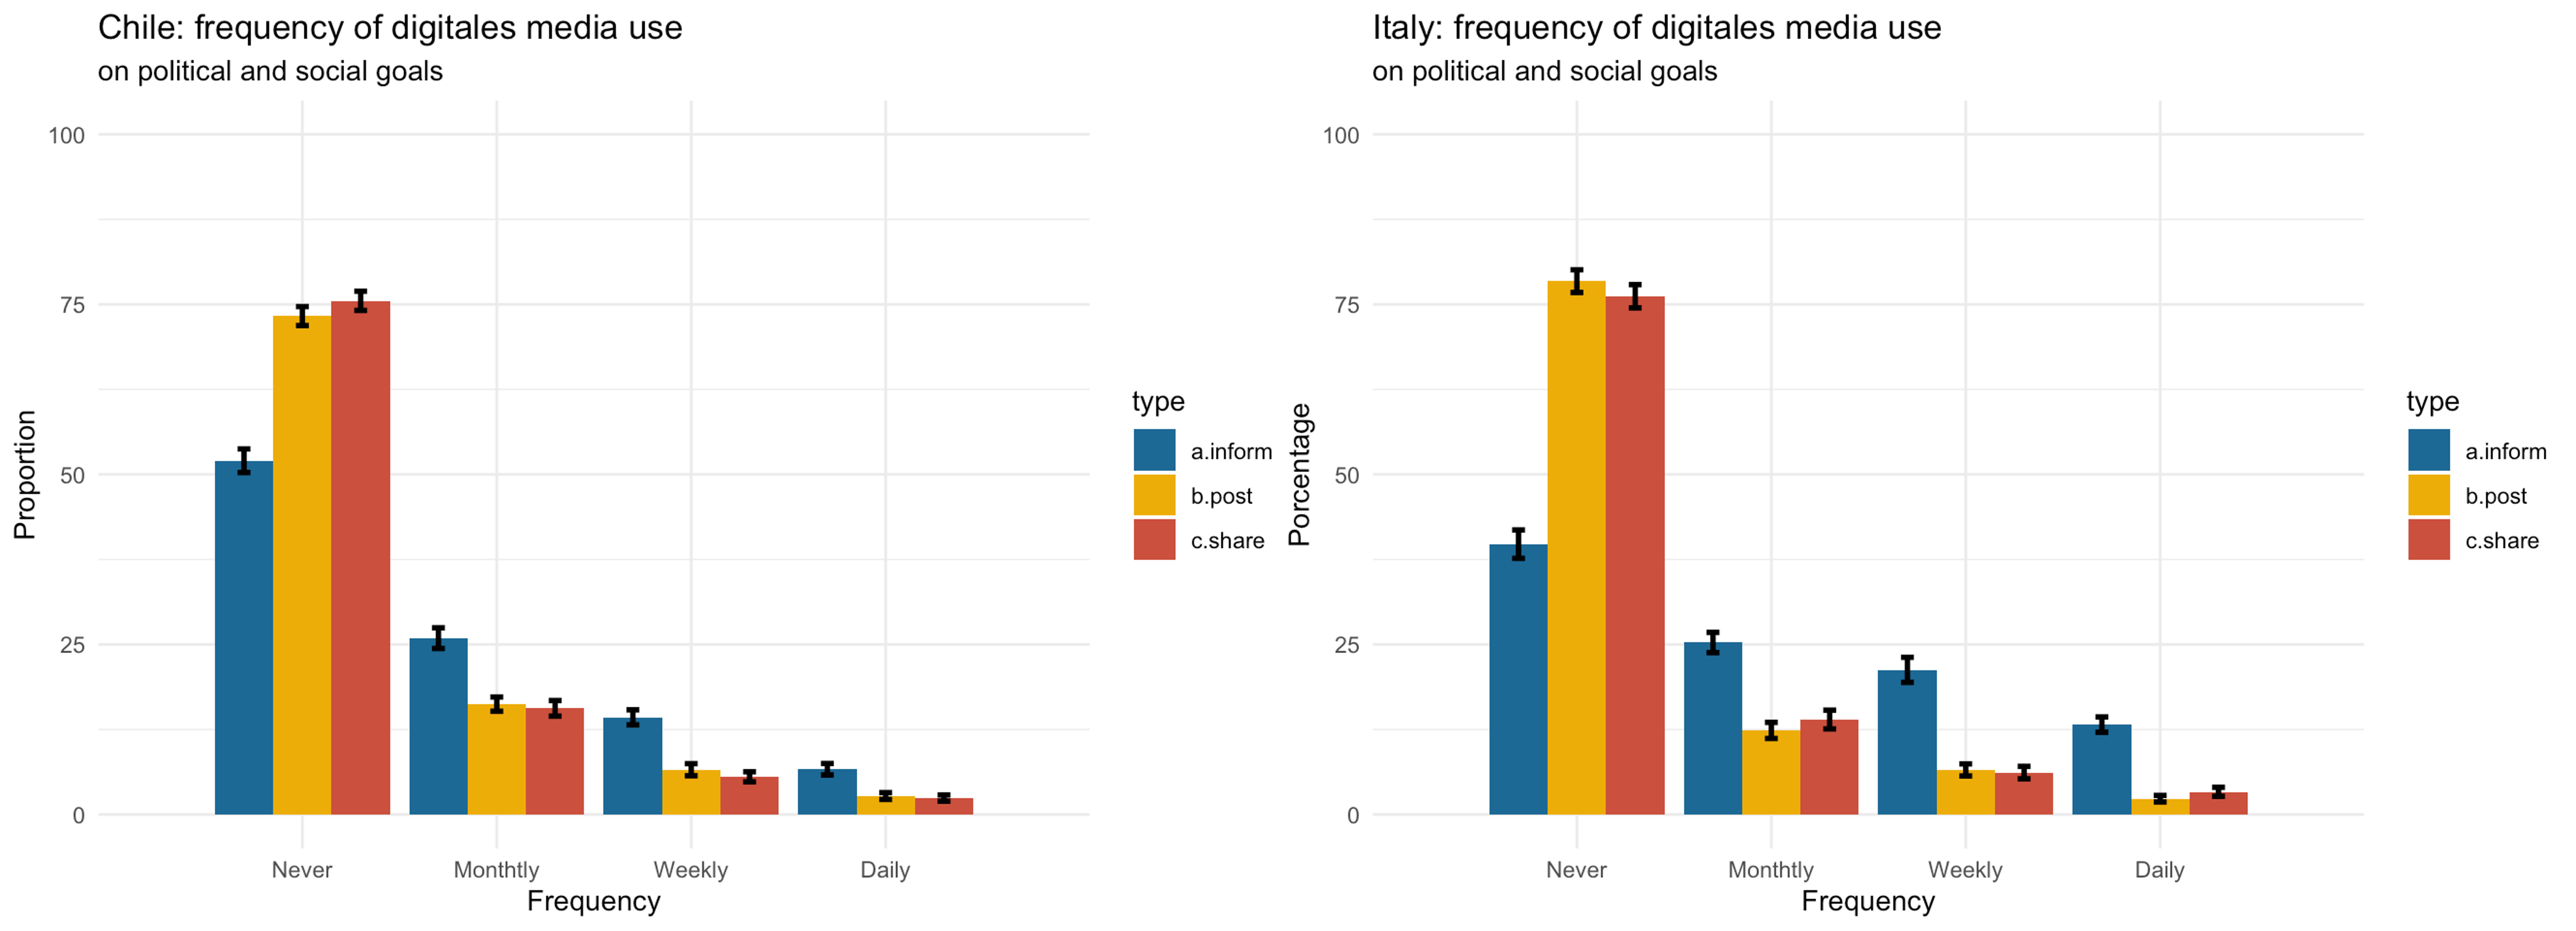 Chile: frequency of digitales media use
on political and social goals
100
75
50
25
0
Proportion
Never
Monthtly
Weekly
Daily
Frequency
type
a.inform
b.post
c.share
Italy: frequency of digitales media use
on political and social goals
100
75
50
25
0
Porcentage
Never
Monthtly
Weekly
Daily
Frequency
type
a.inform
b.post
c.share